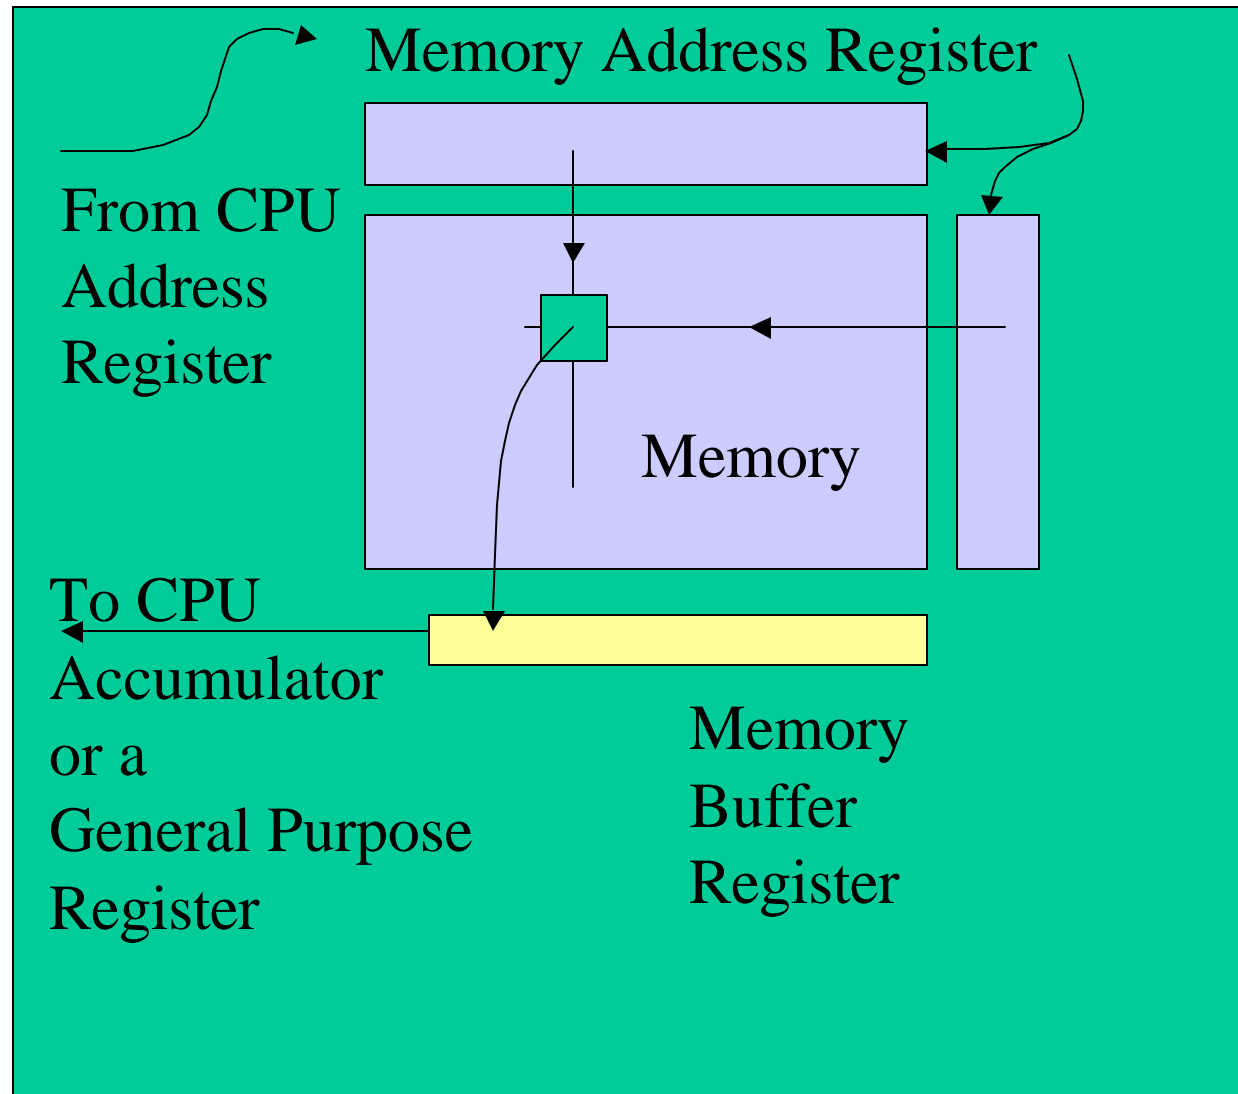 Memory Address Register
From CPU
Address
Register
Memory
To CPU
Accumulator
or a
General Purpose
Register
Memory
Buffer
Register